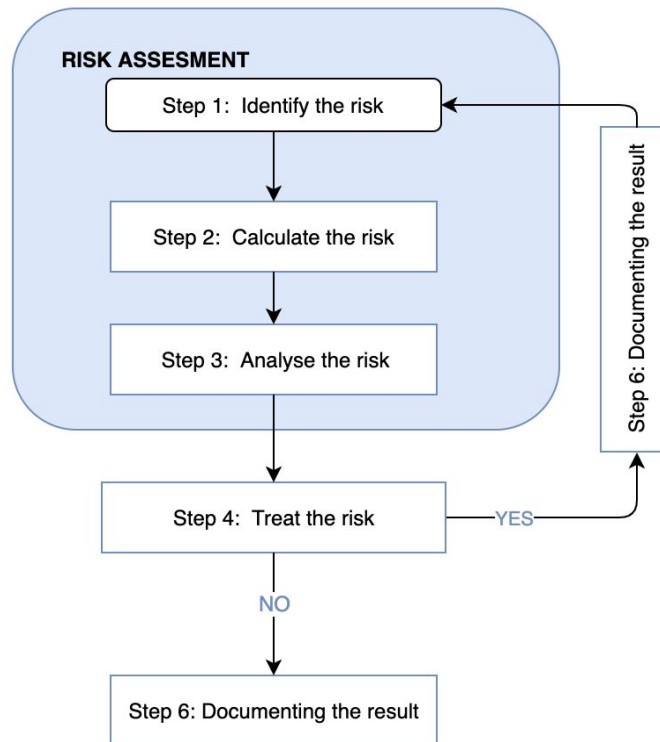 RISK ASSESMENT
Step 1: Identify the risk
Step 2: Calculate the risk
Step 3: Analyse the risk
Step 6: Documenting the result
Step 4: Treat the risk
YES
NO
Step 6: Documenting the result